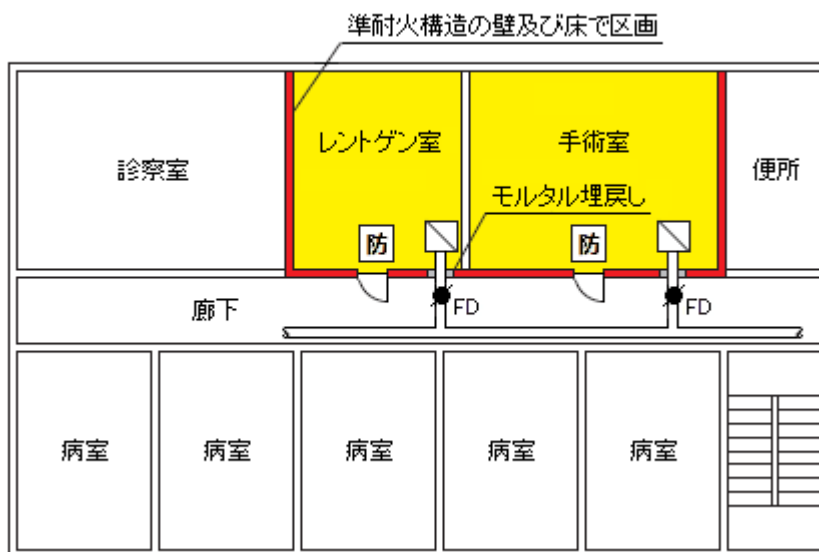 準耐火構造の壁及び床で区画
診察室
レントゲン室
手術室
便所
モルタル埋戻し
防
防
廊下
FD
FD
病室
病室
病室
病室
病室